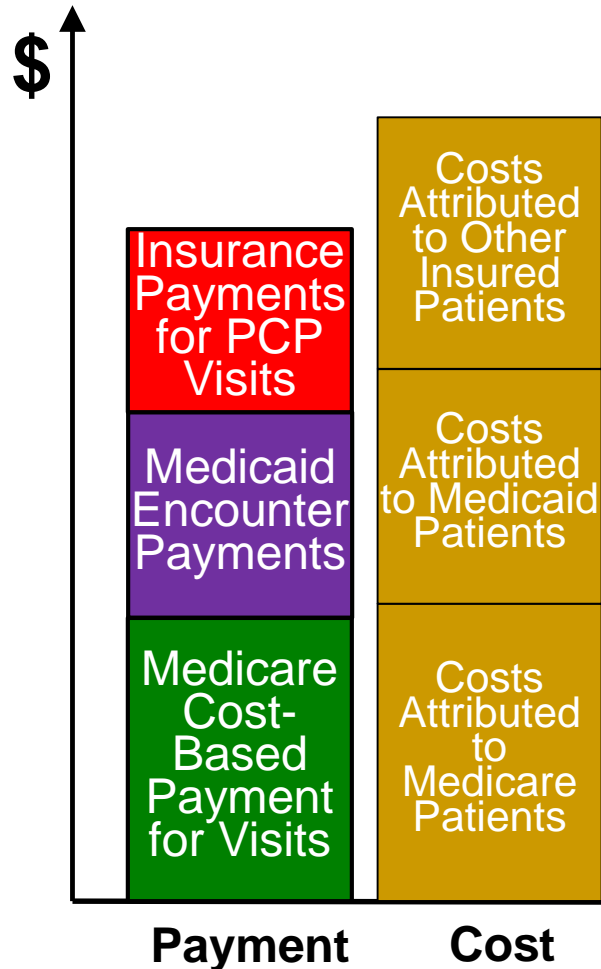 $
Insurance
Payments
for PCP
Visits
Medicaid
Encounter
Payments
Medicare
Cost-
Based
Payment
for Visits
Costs
Attributed
to Other
Insured
Patients
Costs
Attributed
to Medicaid
Patients
Costs
Attributed
to
Medicare
Patients
Payment
Cost